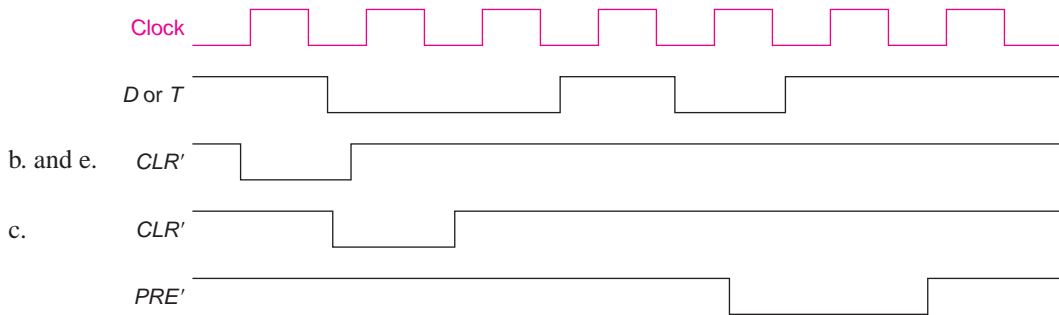 Clock
D or T
b. and e. CLR′
c. CLR′
PRE′